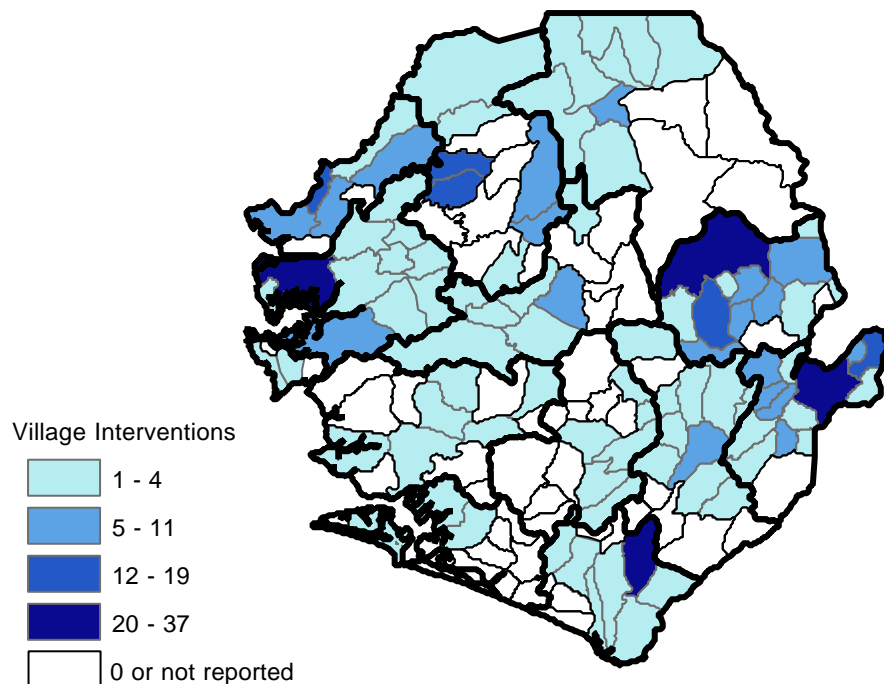 Village Interventions
1 - 4
5 - 11
12 - 19
20 - 37
0 or not reported